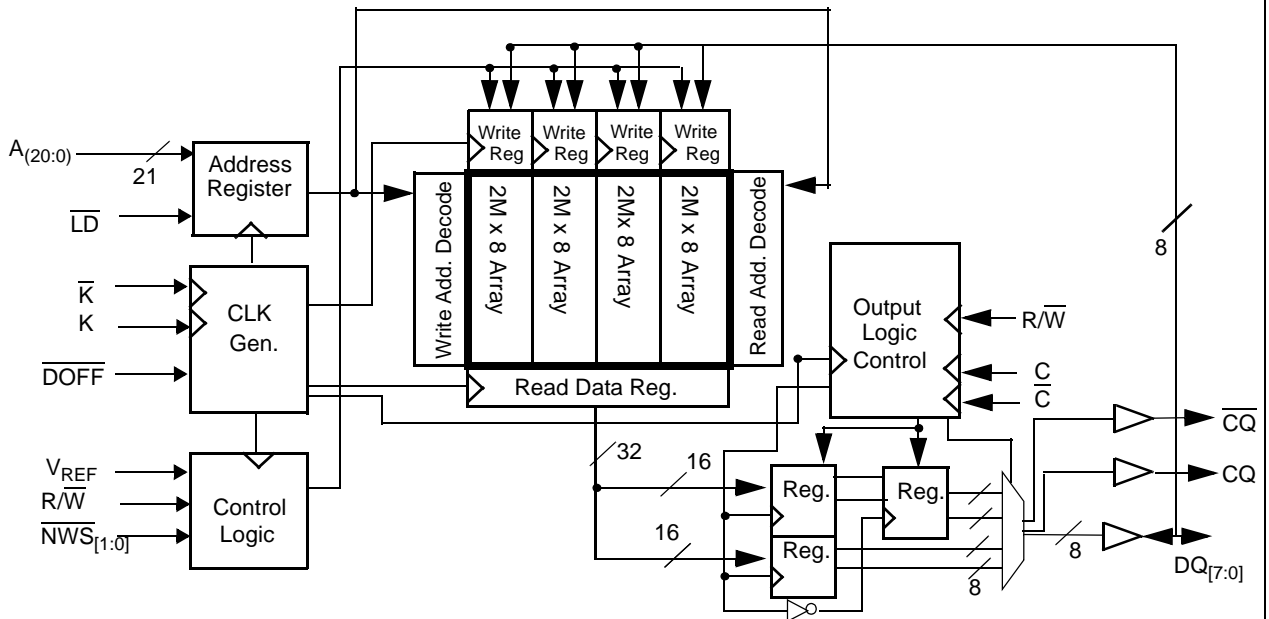 A(20:0)
21
LD
Address
Register
K
K
DOFF
CLK
Gen.
VREF
R/W
NWS[1:0]
Control
Logic
Write
Reg
Write
Reg
Write
Reg
Write
Reg
Write Add. Decode
2M x 8 Array
2M x 8 Array
2Mx 8 Array
2M x 8 Array
Read Add. Decode
Read Data Reg.
32
16
16
Output
Logic
Control
R/W
C
C
Reg.
Reg.
Reg.
8
8
8
CQ
CQ
DQ[7:0]